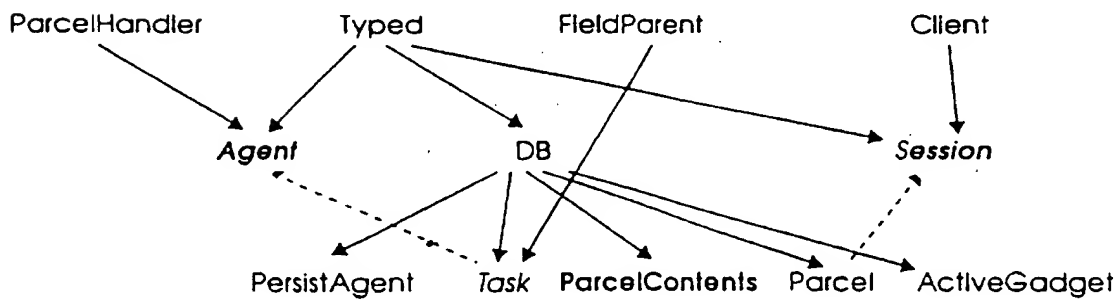 ParcelHandler Typed FieldParent Client
Agent DB Session
PersistAgent Task ParcelContents Parcel ActiveGadget